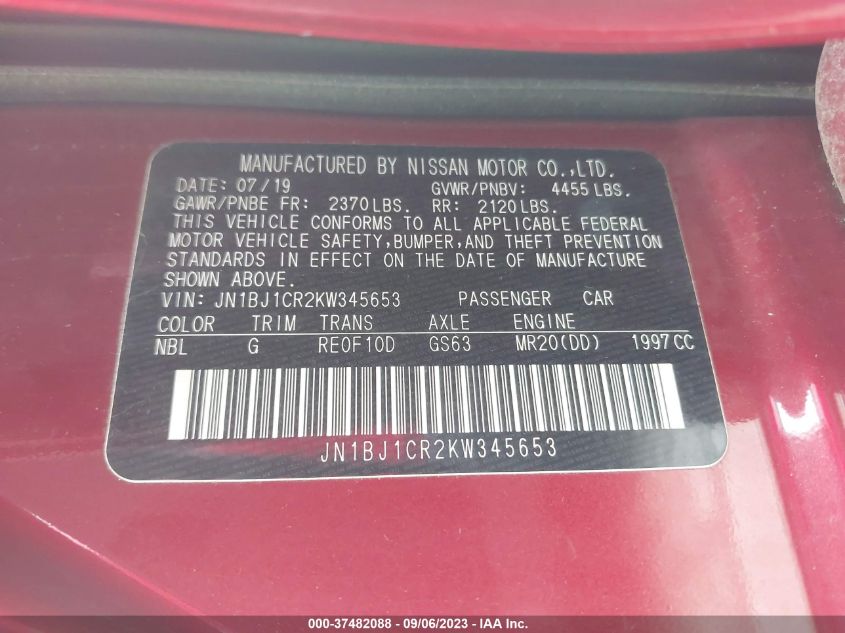 MANUFACTURED BY NISSAN MOTOR CO.,LTD.
DATE: 07/19 GVWR/PNBV: 4455 LBS.
GAWR/PNBE FR: 2370 LBS. RR: 2120 LBS.
THIS VEHICLE CONFORMS TO ALL APPLICABLE FEDERAL
MOTOR VEHICLE SAFETY,BUMPER,AND THEFT PREVENTION
STANDARDS IN EFFECT ON THE DATE OF MANUFACTURE
SHOWN ABOVE.
VIN: JN1BJ1CR2KW345653 PASSENGER CAR
COLOR TRIM TRANS AXLE ENGINE
NBL G RE0F10D GS63 MR20(DD) 1997 CC
JN1BJ1CR2KW345653
000-37482088 - 09/06/2023 - IAA Inc.